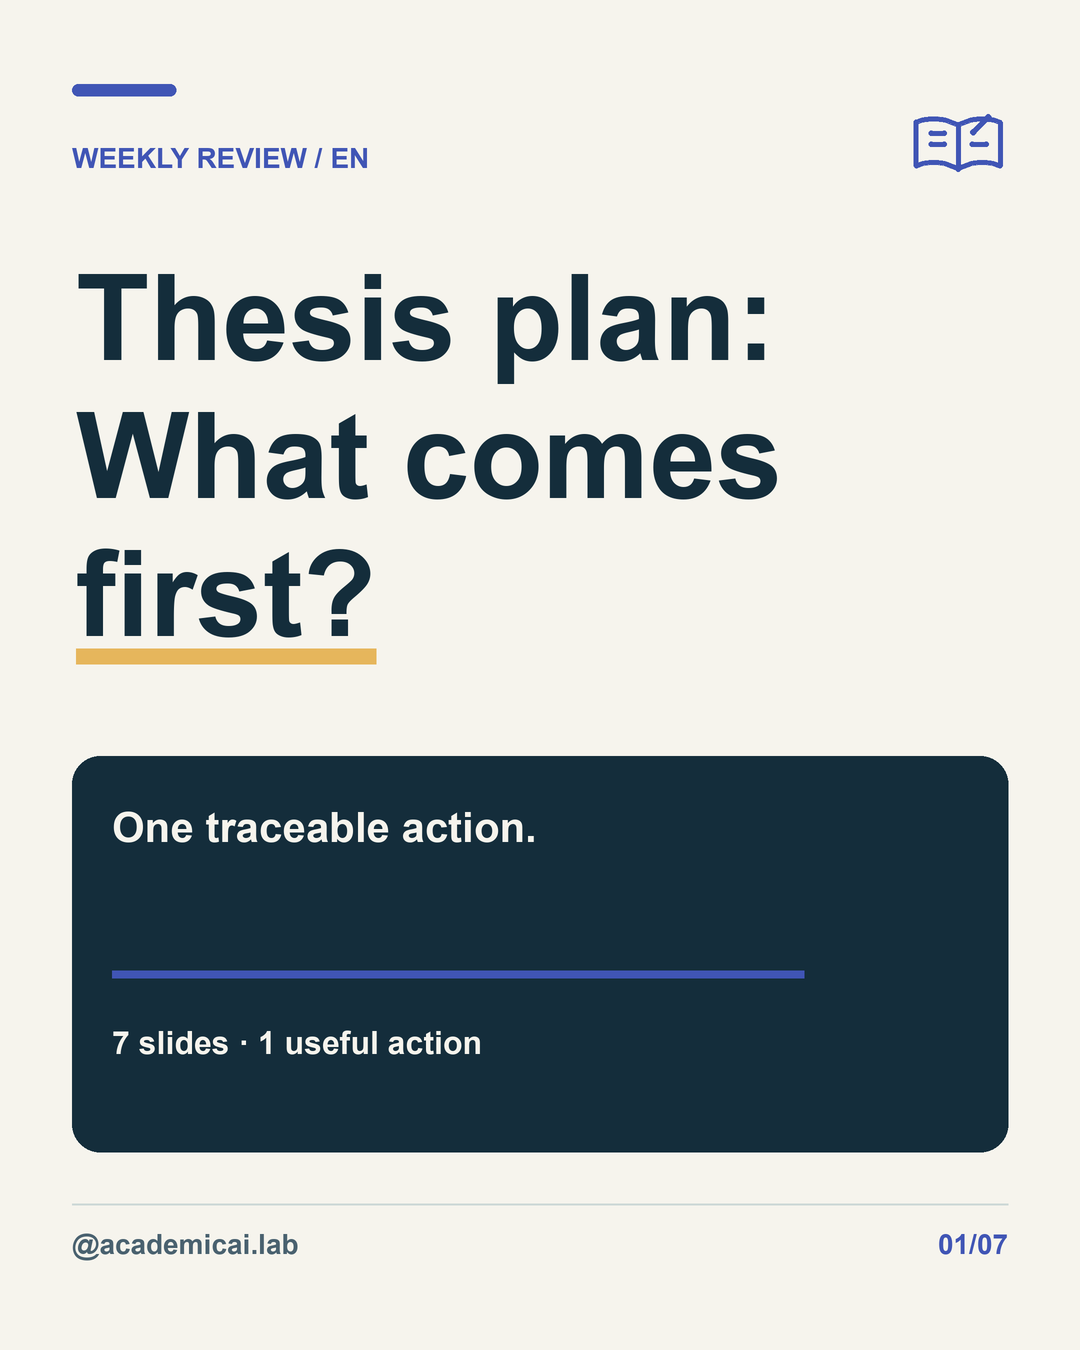 WEEKLY REVIEW / EN
Thesis plan:
What comes
first?
One traceable action.
7 slides · 1 useful action
@academicai.lab
01/07